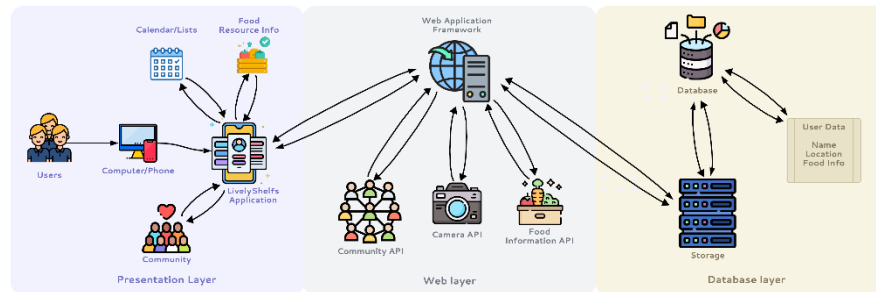 Calendar/Lists
Food
Resource Info
Users
Computer/Phone
LivelyShelfs
Application
Community
Presentation Layer
Web Application
Framework
Community API
Camera API
Food
Information API
Web layer
Database
User Data
Name
Location
Food Info
Storage
Database layer